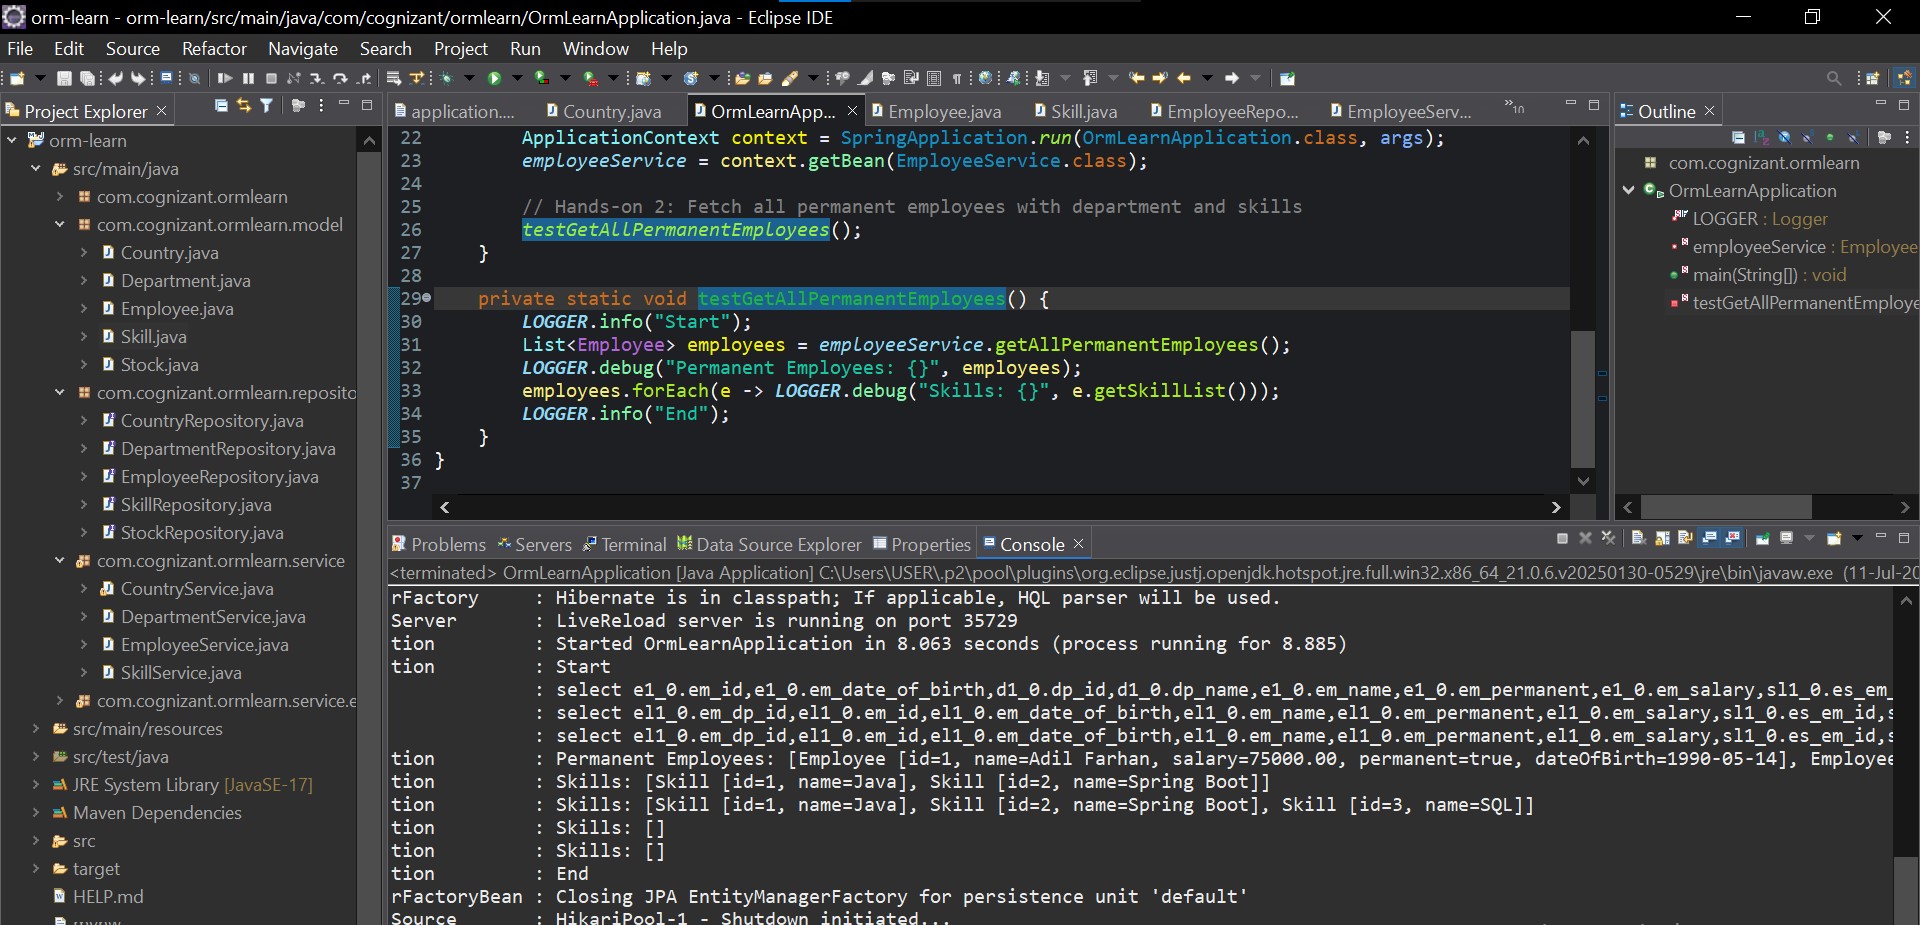 orm-learn - orm-learn/src/main/java/com/cognizant/ormlearn/OrmLearnApplication.java - Eclipse IDE
File Edit Source Refactor Navigate Search Project Run Window Help
Project Explorer
orm-learn
src/main/java
com.cognizant.ormlearn
com.cognizant.ormlearn.model
Country.java
Department.java
Employee.java
Skill.java
Stock.java
com.cognizant.ormlearn.reposito
CountryRepository.java
DepartmentRepository.java
EmployeeRepository.java
SkillRepository.java
StockRepository.java
com.cognizant.ormlearn.service
CountryService.java
DepartmentService.java
EmployeeService.java
SkillService.java
com.cognizant.ormlearn.service.e
src/main/resources
src/test/java
JRE System Library [JavaSE-17]
Maven Dependencies
src
target
HELP.md
application.... Country.java OrmLearnApp... Employee.java Skill.java EmployeeRepo... EmployeeServ... »10
22 ApplicationContext context = SpringApplication.run(OrmLearnApplication.class, args);
23 employeeService = context.getBean(EmployeeService.class);
24
25 // Hands-on 2: Fetch all permanent employees with department and skills
26 testGetAllPermanentEmployees();
27 }
28
29 private static void testGetAllPermanentEmployees() {
30 LOGGER.info("Start");
31 List<Employee> employees = employeeService.getAllPermanentEmployees();
32 LOGGER.debug("Permanent Employees: {}", employees);
33 employees.forEach(e -> LOGGER.debug("Skills: {}", e.getSkillList()));
34 LOGGER.info("End");
35 }
36 }
37
Outline
com.cognizant.ormlearn
OrmLearnApplication
LOGGER : Logger
employeeService : Employee
main(String[]) : void
testGetAllPermanentEmploye
Problems Servers Terminal Data Source Explorer Properties Console
<terminated> OrmLearnApplication [Java Application] C:\Users\USER\.p2\pool\plugins\org.eclipse.justj.openjdk.hotspot.jre.full.win32.x86_64_21.0.6.v20250130-0529\jre\bin\javaw.exe (11-Jul-20
rFactory : Hibernate is in classpath; If applicable, HQL parser will be used.
Server : LiveReload server is running on port 35729
tion : Started OrmLearnApplication in 8.063 seconds (process running for 8.885)
tion : Start
: select e1_0.em_id,e1_0.em_date_of_birth,d1_0.dp_id,d1_0.dp_name,e1_0.em_name,e1_0.em_permanent,e1_0.em_salary,sl1_0.es_em_
: select el1_0.em_dp_id,el1_0.em_id,el1_0.em_date_of_birth,el1_0.em_name,el1_0.em_permanent,el1_0.em_salary,sl1_0.es_em_id,s
: select el1_0.em_dp_id,el1_0.em_id,el1_0.em_date_of_birth,el1_0.em_name,el1_0.em_permanent,el1_0.em_salary,sl1_0.es_em_id,s
tion : Permanent Employees: [Employee [id=1, name=Adil Farhan, salary=75000.00, permanent=true, dateOfBirth=1990-05-14], Employee
tion : Skills: [Skill [id=1, name=Java], Skill [id=2, name=Spring Boot]]
tion : Skills: [Skill [id=1, name=Java], Skill [id=2, name=Spring Boot], Skill [id=3, name=SQL]]
tion : Skills: []
tion : Skills: []
tion : End
rFactoryBean : Closing JPA EntityManagerFactory for persistence unit 'default'
Source : HikariPool-1 - Shutdown initiated...